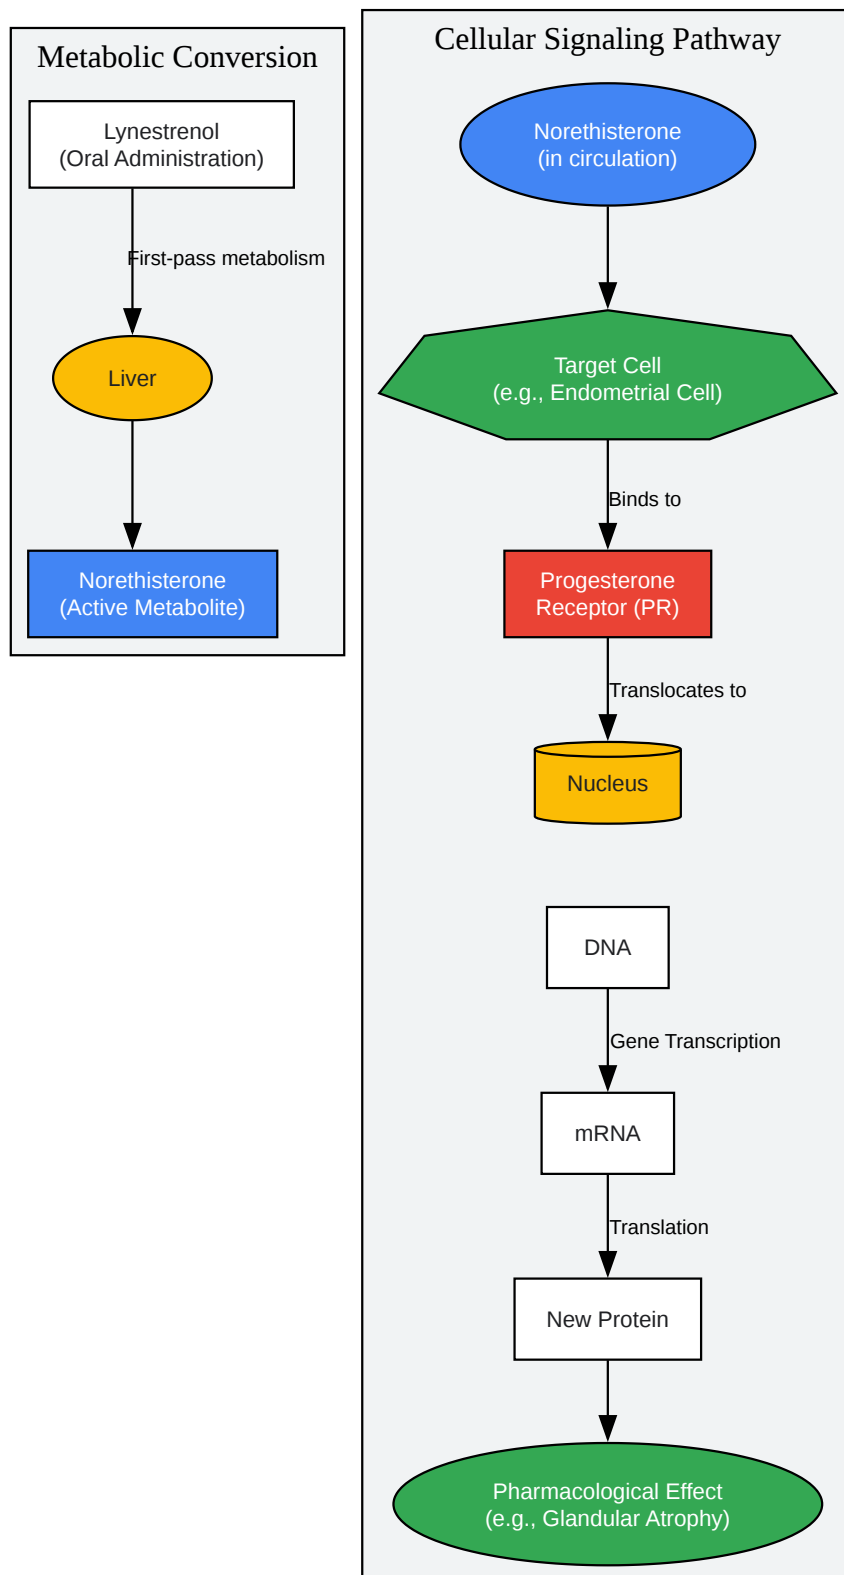 Metabolic Conversion
Lynestrenol
(Oral Administration)
First-pass metabolism
Liver
Norethisterone
(Active Metabolite)
Cellular Signaling Pathway
Norethisterone
(in circulation)
Target Cell
(e.g., Endometrial Cell)
Binds to
Progesterone
Receptor (PR)
Translocates to
Nucleus
DNA
Gene Transcription
mRNA
Translation
New Protein
Pharmacological Effect
(e.g., Glandular Atrophy)